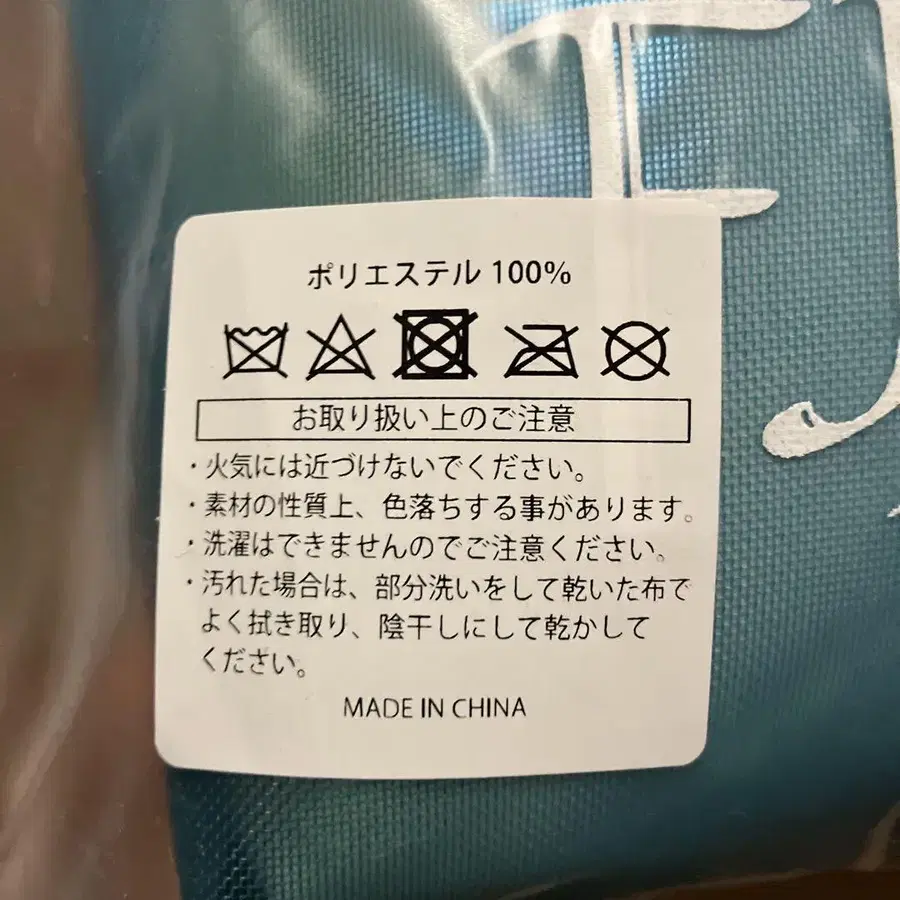 ポリエステル 100%
お取り扱い上のご注意
・火気には近づけないでください。
・素材の性質上、色落ちする事があります。
・洗濯はできませんのでご注意ください。
・汚れた場合は、部分洗いをして乾いた布で
よく拭き取り、陰干しにして乾かして
ください。
MADE IN CHINA